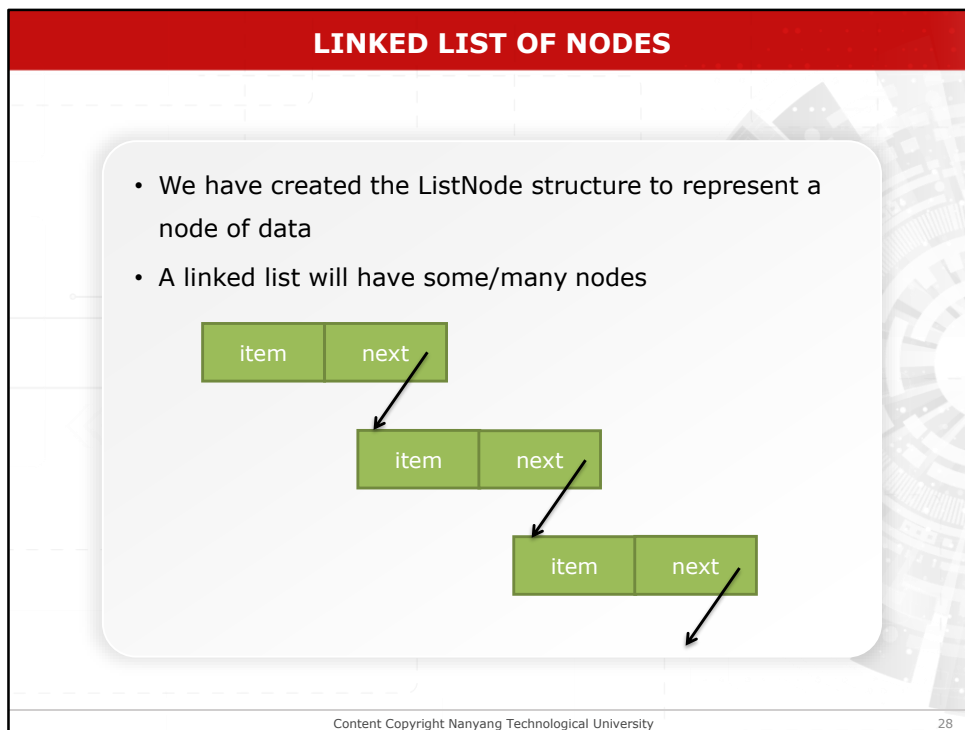 LINKED LIST OF NODES
• We have created the ListNode structure to represent a
node of data
• A linked list will have some/many nodes
item next
item next
item next
Content Copyright Nanyang Technological University 28